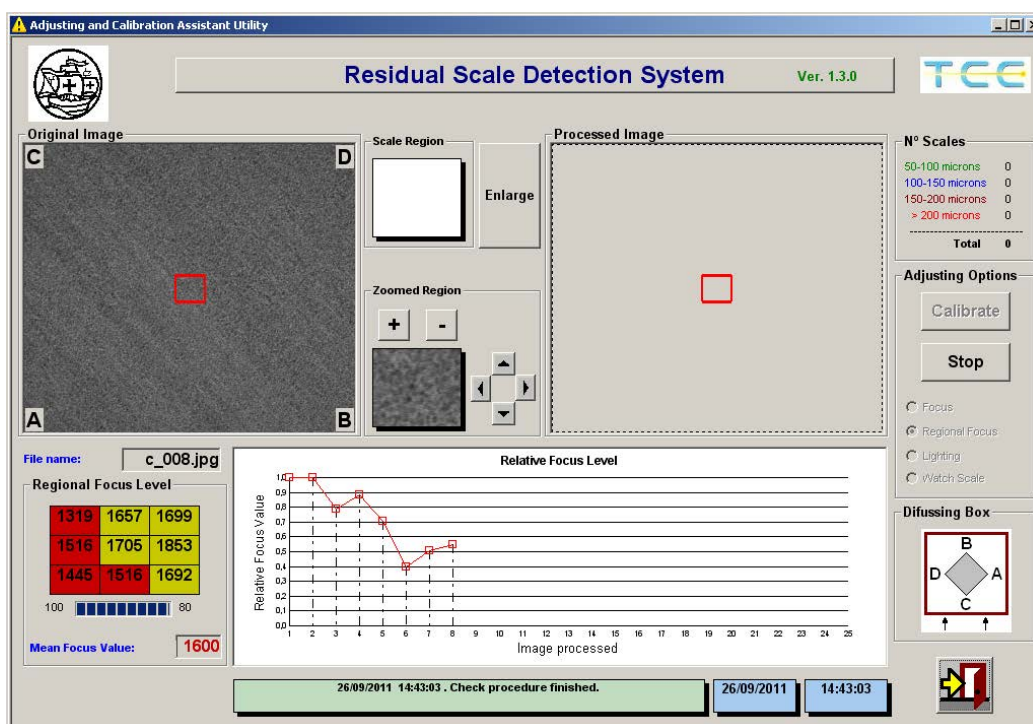 Adjusting and Calibration Assistant Utility
Residual Scale Detection System
Ver. 1.3.0
TCC
Original Image
C
D
A
B
Scale Region
Enlarge
Zoomed Region
+
-
Processed Image
Nº Scales
50-100 microns 0
100-150 microns 0
150-200 microns 0
> 200 microns 0
Total 0
Adjusting Options
Calibrate
Stop
Focus
Regional Focus
Lighting
Watch Scale
File name: c_008.jpg
Regional Focus Level
1319 1657 1699
1516 1705 1853
1445 1516 1692
100 80
Mean Focus Value: 1600
Relative Focus Level
Relative Focus Value
1,0
0,9
0,8
0,7
0,6
0,5
0,4
0,3
0,2
0,1
0,0
1 2 3 4 5 6 7 8 9 10 11 12 13 14 15 16 17 18 19 20 21 22 23 24 25
Image processed
Difussing Box
B
D A
C
26/09/2011 14:43:03 . Check procedure finished.
26/09/2011
14:43:03